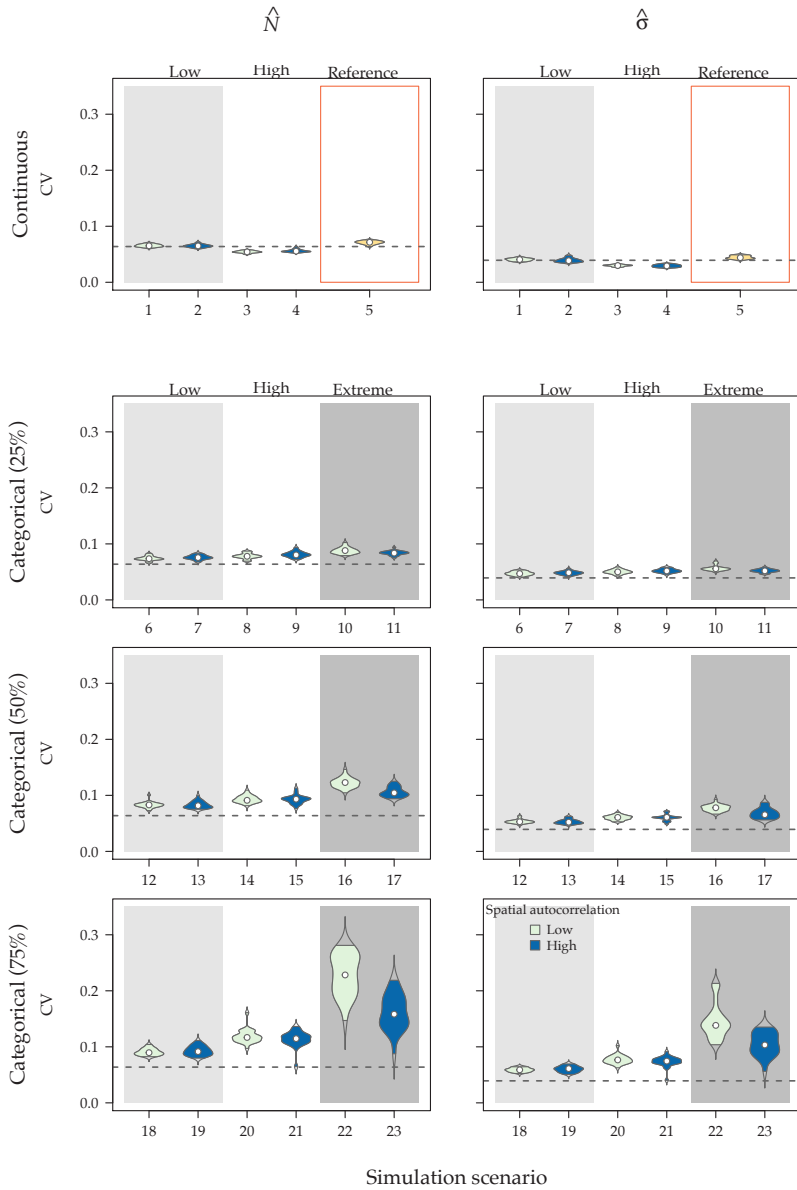 N̂ σ̂
Low High Reference Low High Reference
Continuous
CV
0.3
0.2
0.1
0.0
1 2 3 4 5 1 2 3 4 5
Low High Extreme Low High Extreme
Categorical (25%)
CV
0.3
0.2
0.1
0.0
6 7 8 9 10 11 6 7 8 9 10 11
Categorical (50%)
CV
0.3
0.2
0.1
0.0
12 13 14 15 16 17 12 13 14 15 16 17
Categorical (75%)
CV
0.3
0.2
0.1
0.0
Spatial autocorrelation
Low
High
18 19 20 21 22 23 18 19 20 21 22 23
Simulation scenario